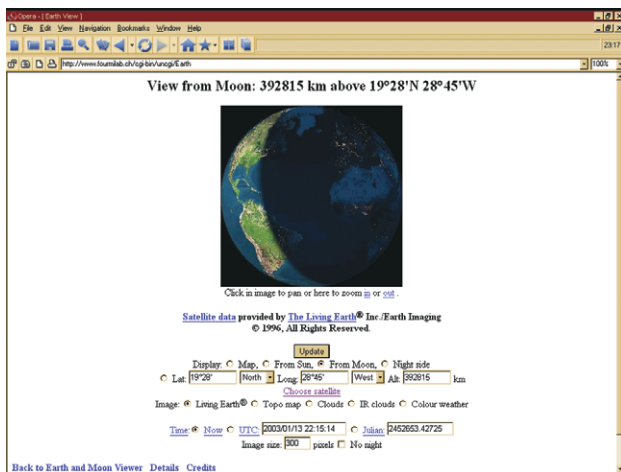 Opera - [Earth View]
File Edit View Navigation Bookmarks Window Help
23:17
http://www.fourmilab.ch/cgi-bin/uncgi/Earth 100%
View from Moon: 392815 km above 19°28'N 28°45'W
Click in image to pan or here to zoom in or out .
Satellite data provided by The Living Earth® Inc./Earth Imaging
© 1996, All Rights Reserved.
Update
Display: Map, From Sun, From Moon, Night ride
Lat: 19°28' North Long: 28°45' West Alt: 392815 km
Choose satellite
Image: Living Earth® Topo map Clouds IR clouds Colour weather
Time: Now UTC: 2003/01/13 22:15:14 Julian: 2452653.42725
Image size: 300 pixels No night
Back to Earth and Moon Viewer Details Credits